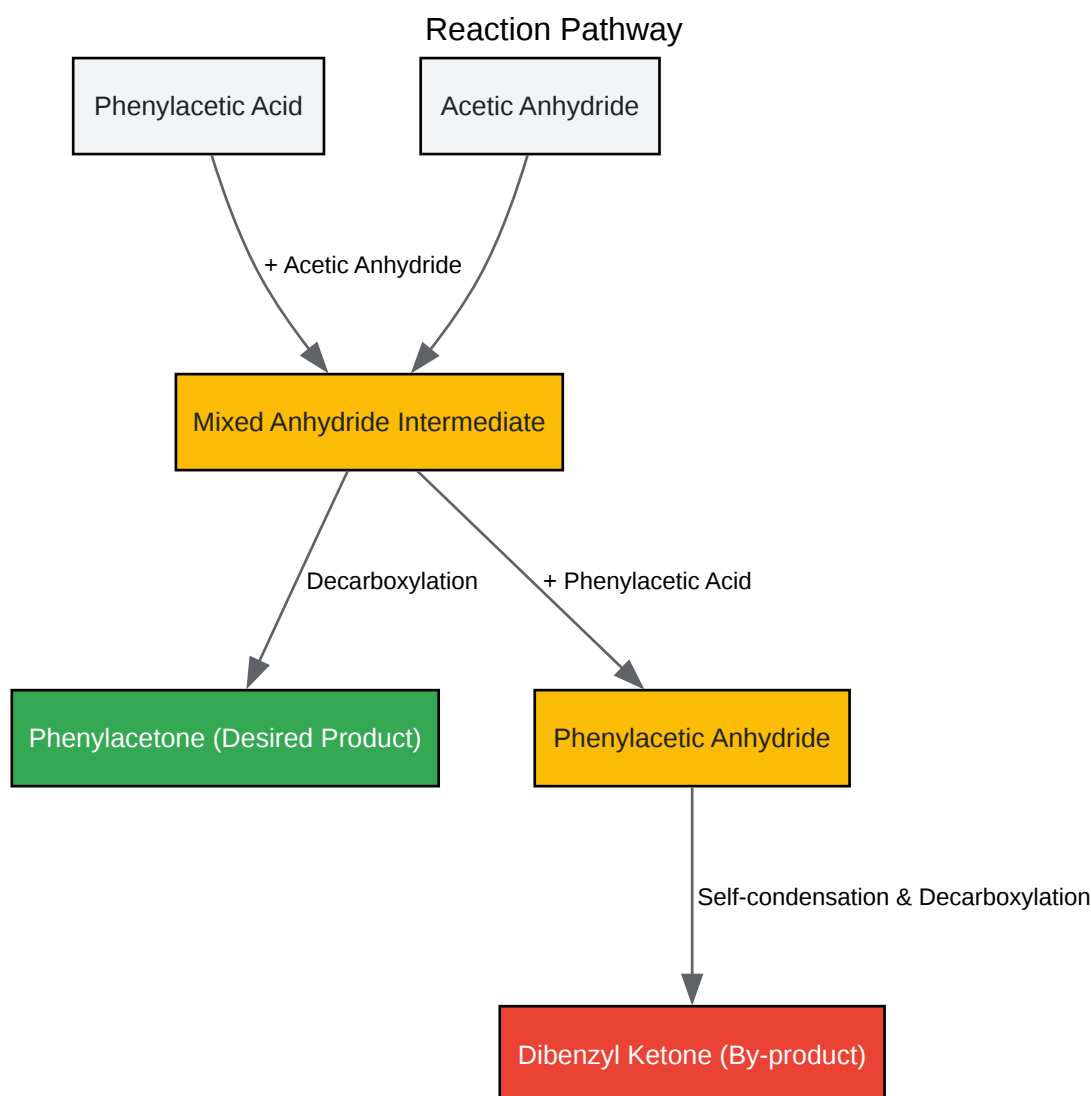 Reaction Pathway
Phenylacetic Acid
Acetic Anhydride
+ Acetic Anhydride
Mixed Anhydride Intermediate
Decarboxylation
+ Phenylacetic Acid
Phenylacetone (Desired Product)
Phenylacetic Anhydride
Self-condensation & Decarboxylation
Dibenzyl Ketone (By-product)